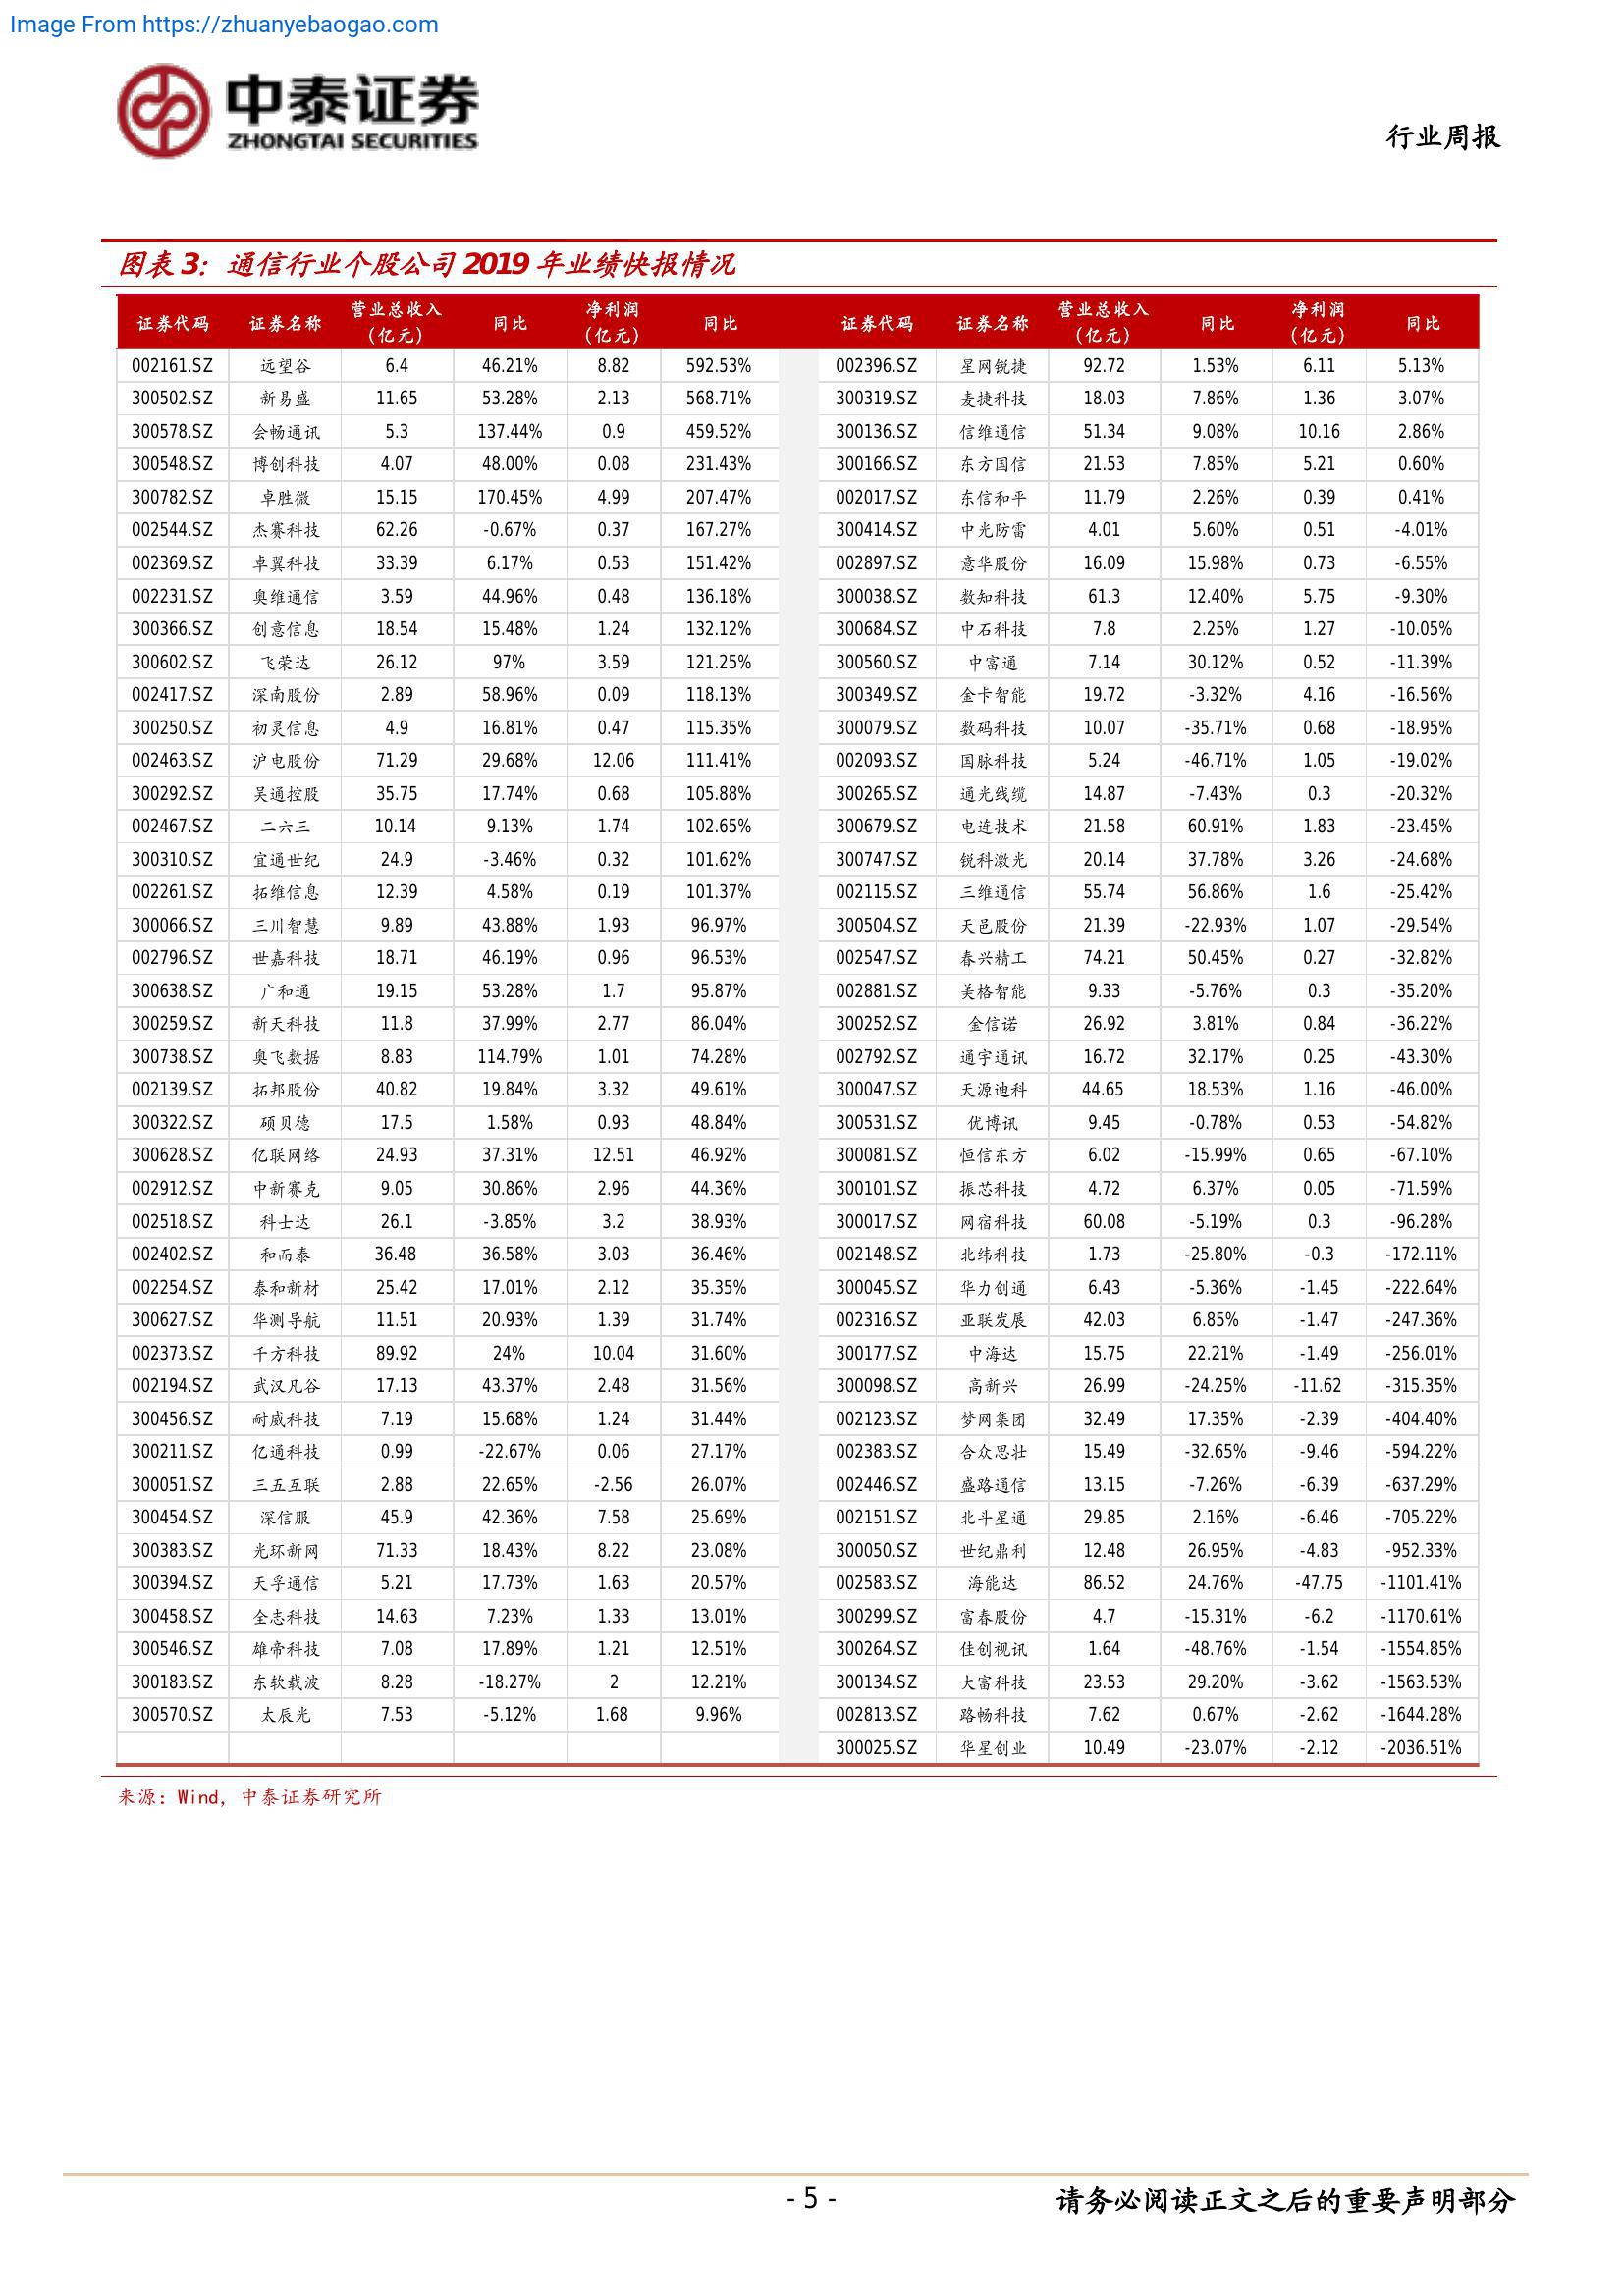 Image From https://zhuanyebaogao.com
中泰证券
ZHONGTAI SECURITIES
行业周报
图表 3：通信行业个股公司 2019 年业绩快报情况
证券代码 证券名称 营业总收入（亿元） 同比 净利润（亿元） 同比 证券代码 证券名称 营业总收入（亿元） 同比 净利润（亿元） 同比
002161.SZ 远望谷 6.4 46.21% 8.82 592.53% 002396.SZ 星网锐捷 92.72 1.53% 6.11 5.13%
300502.SZ 新易盛 11.65 53.28% 2.13 568.71% 300319.SZ 麦捷科技 18.03 7.86% 1.36 3.07%
300578.SZ 会畅通讯 5.3 137.44% 0.9 459.52% 300136.SZ 信维通信 51.34 9.08% 10.16 2.86%
300548.SZ 博创科技 4.07 48.00% 0.08 231.43% 300166.SZ 东方国信 21.53 7.85% 5.21 0.60%
300782.SZ 卓胜微 15.15 170.45% 4.99 207.47% 002017.SZ 东信和平 11.79 2.26% 0.39 0.41%
002544.SZ 杰赛科技 62.26 -0.67% 0.37 167.27% 300414.SZ 中光防雷 4.01 5.60% 0.51 -4.01%
002369.SZ 卓翼科技 33.39 6.17% 0.53 151.42% 002897.SZ 意华股份 16.09 15.98% 0.73 -6.55%
002231.SZ 奥维通信 3.59 44.96% 0.48 136.18% 300038.SZ 数知科技 61.3 12.40% 5.75 -9.30%
300366.SZ 创意信息 18.54 15.48% 1.24 132.12% 300684.SZ 中石科技 7.8 2.25% 1.27 -10.05%
300602.SZ 飞荣达 26.12 97% 3.59 121.25% 300560.SZ 中富通 7.14 30.12% 0.52 -11.39%
002417.SZ 深南股份 2.89 58.96% 0.09 118.13% 300349.SZ 金卡智能 19.72 -3.32% 4.16 -16.56%
300250.SZ 初灵信息 4.9 16.81% 0.47 115.35% 300079.SZ 数码科技 10.07 -35.71% 0.68 -18.95%
002463.SZ 沪电股份 71.29 29.68% 12.06 111.41% 002093.SZ 国脉科技 5.24 -46.71% 1.05 -19.02%
300292.SZ 吴通控股 35.75 17.74% 0.68 105.88% 300265.SZ 通光线缆 14.87 -7.43% 0.3 -20.32%
002467.SZ 二六三 10.14 9.13% 1.74 102.65% 300679.SZ 电连技术 21.58 60.91% 1.83 -23.45%
300310.SZ 宜通世纪 24.9 -3.46% 0.32 101.62% 300747.SZ 锐科激光 20.14 37.78% 3.26 -24.68%
002261.SZ 拓维信息 12.39 4.58% 0.19 101.37% 002115.SZ 三维通信 55.74 56.86% 1.6 -25.42%
300066.SZ 三川智慧 9.89 43.88% 1.93 96.97% 300504.SZ 天邑股份 21.39 -22.93% 1.07 -29.54%
002796.SZ 世嘉科技 18.71 46.19% 0.96 96.53% 002547.SZ 春兴精工 74.21 50.45% 0.27 -32.82%
300638.SZ 广和通 19.15 53.28% 1.7 95.87% 002881.SZ 美格智能 9.33 -5.76% 0.3 -35.20%
300259.SZ 新天科技 11.8 37.99% 2.77 86.04% 300252.SZ 金信诺 26.92 3.81% 0.84 -36.22%
300738.SZ 奥飞数据 8.83 114.79% 1.01 74.28% 002792.SZ 通宇通讯 16.72 32.17% 0.25 -43.30%
002139.SZ 拓邦股份 40.82 19.84% 3.32 49.61% 300047.SZ 天源迪科 44.65 18.53% 1.16 -46.00%
300322.SZ 硕贝德 17.5 1.58% 0.93 48.84% 300531.SZ 优博讯 9.45 -0.78% 0.53 -54.82%
300628.SZ 亿联网络 24.93 37.31% 12.51 46.92% 300081.SZ 恒信东方 6.02 -15.99% 0.65 -67.10%
002912.SZ 中新赛克 9.05 30.86% 2.96 44.36% 300101.SZ 振芯科技 4.72 6.37% 0.05 -71.59%
002518.SZ 科士达 26.1 -3.85% 3.2 38.93% 300017.SZ 网宿科技 60.08 -5.19% 0.3 -96.28%
002402.SZ 和而泰 36.48 36.58% 3.03 36.46% 002148.SZ 北纬科技 1.73 -25.80% -0.3 -172.11%
002254.SZ 泰和新材 25.42 17.01% 2.12 35.35% 300045.SZ 华力创通 6.43 -5.36% -1.45 -222.64%
300627.SZ 华测导航 11.51 20.93% 1.39 31.74% 002316.SZ 亚联发展 42.03 6.85% -1.47 -247.36%
002373.SZ 千方科技 89.92 24% 10.04 31.60% 300177.SZ 中海达 15.75 22.21% -1.49 -256.01%
002194.SZ 武汉凡谷 17.13 43.37% 2.48 31.56% 300098.SZ 高新兴 26.99 -24.25% -11.62 -315.35%
300456.SZ 耐威科技 7.19 15.68% 1.24 31.44% 002123.SZ 梦网集团 32.49 17.35% -2.39 -404.40%
300211.SZ 亿通科技 0.99 -22.67% 0.06 27.17% 002383.SZ 合众思壮 15.49 -32.65% -9.46 -594.22%
300051.SZ 三五互联 2.88 22.65% -2.56 26.07% 002446.SZ 盛路通信 13.15 -7.26% -6.39 -637.29%
300454.SZ 深信服 45.9 42.36% 7.58 25.69% 002151.SZ 北斗星通 29.85 2.16% -6.46 -705.22%
300383.SZ 光环新网 71.33 18.43% 8.22 23.08% 300050.SZ 世纪鼎利 12.48 26.95% -4.83 -952.33%
300394.SZ 天孚通信 5.21 17.73% 1.63 20.57% 002583.SZ 海能达 86.52 24.76% -47.75 -1101.41%
300458.SZ 全志科技 14.63 7.23% 1.33 13.01% 300299.SZ 富春股份 4.7 -15.31% -6.2 -1170.61%
300546.SZ 雄帝科技 7.08 17.89% 1.21 12.51% 300264.SZ 佳创视讯 1.64 -48.76% -1.54 -1554.85%
300183.SZ 东软载波 8.28 -18.27% 2 12.21% 300134.SZ 大富科技 23.53 29.20% -3.62 -1563.53%
300570.SZ 太辰光 7.53 -5.12% 1.68 9.96% 002813.SZ 路畅科技 7.62 0.67% -2.62 -1644.28%
300025.SZ 华星创业 10.49 -23.07% -2.12 -2036.51%
来源：Wind，中泰证券研究所
- 5 -
请务必阅读正文之后的重要声明部分